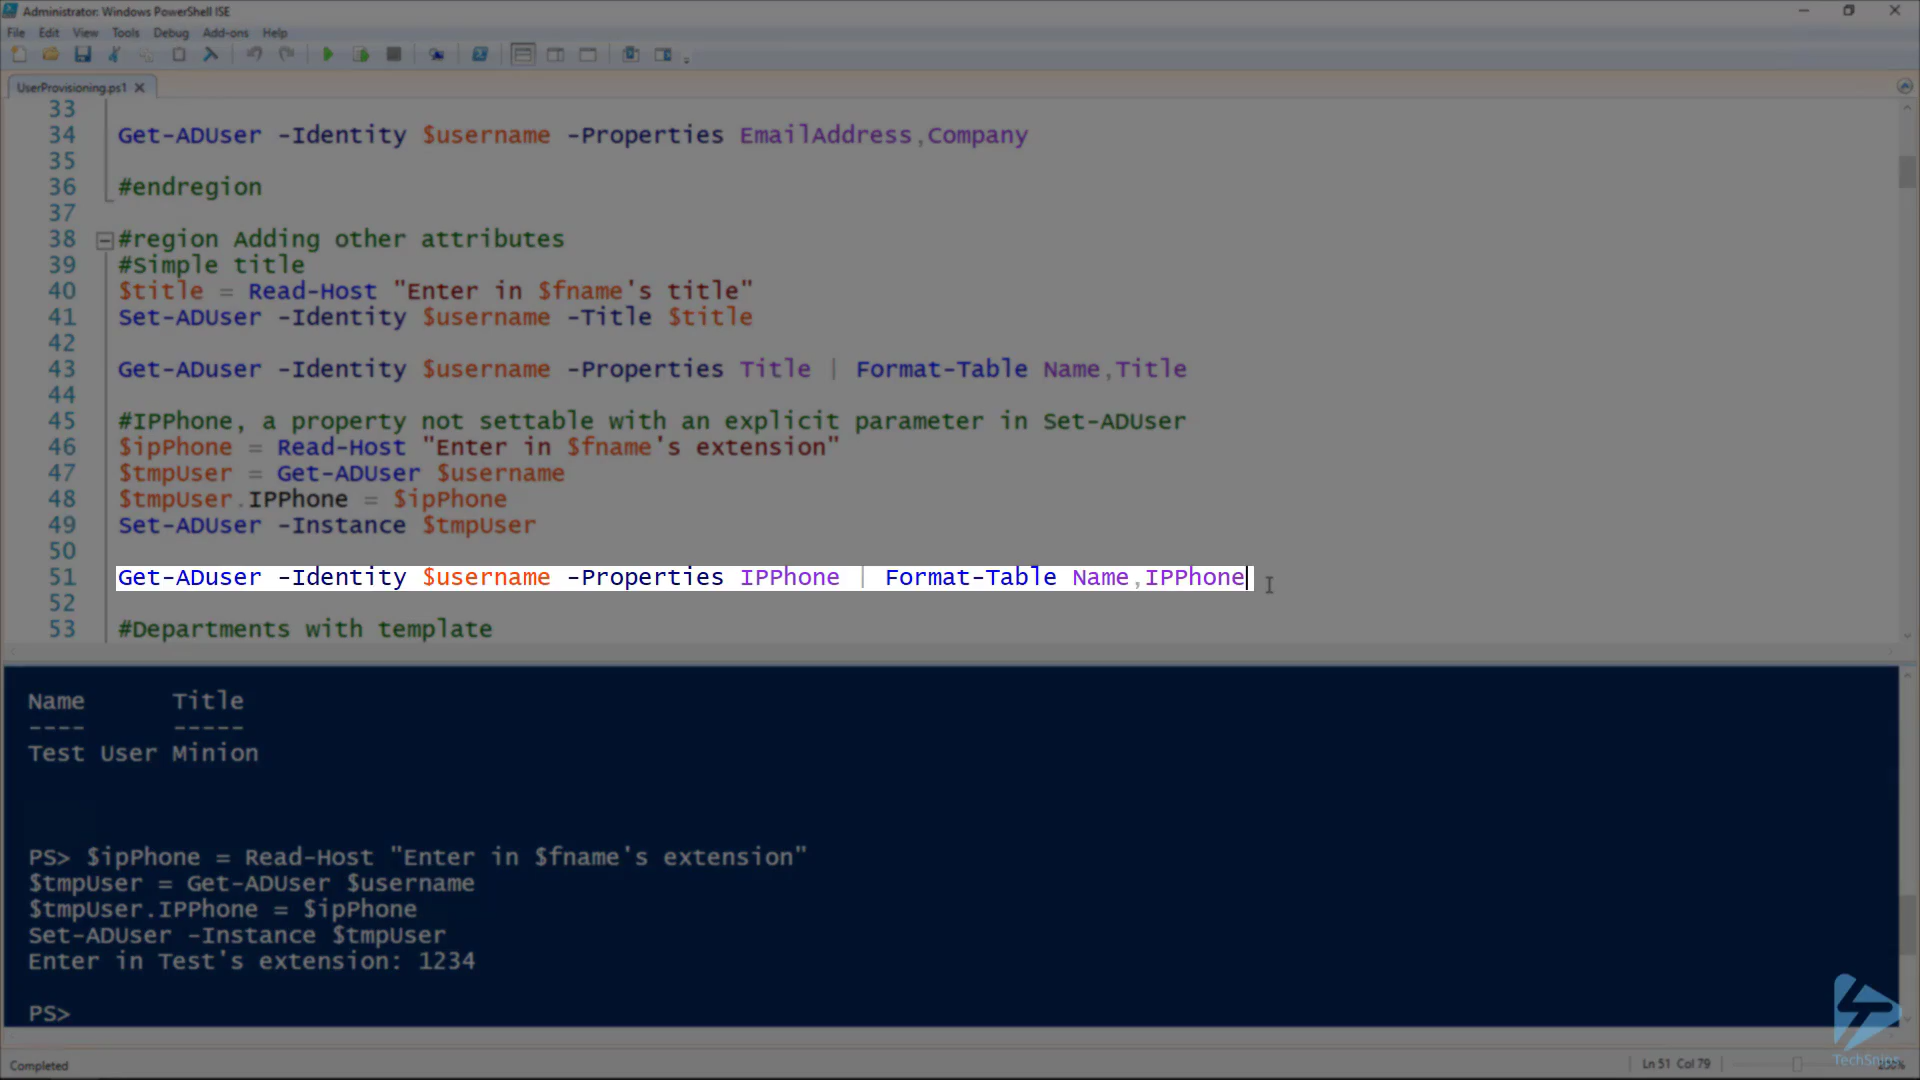 Administrator: Windows PowerShell ISE
File Edit View Tools Debug Add-ons Help
UserProvisioning.ps1
33
34 Get-ADUser -Identity $username -Properties EmailAddress,Company
35
36 #endregion
37
38 #region Adding other attributes
39 #Simple title
40 $title = Read-Host "Enter in $fname's title"
41 Set-ADUser -Identity $username -Title $title
42
43 Get-ADuser -Identity $username -Properties Title | Format-Table Name,Title
44
45 #IPPhone, a property not settable with an explicit parameter in Set-ADUser
46 $ipPhone = Read-Host "Enter in $fname's extension"
47 $tmpUser = Get-ADUser $username
48 $tmpUser.IPPhone = $ipPhone
49 Set-ADUser -Instance $tmpUser
50
51 Get-ADuser -Identity $username -Properties IPPhone | Format-Table Name,IPPhone
52
53 #Departments with template
Name Title
---- -----
Test User Minion
PS> $ipPhone = Read-Host "Enter in $fname's extension"
$tmpUser = Get-ADUser $username
$tmpUser.IPPhone = $ipPhone
Set-ADUser -Instance $tmpUser
Enter in Test's extension: 1234
PS>
Completed
Ln 51 Col 79
TechSnips